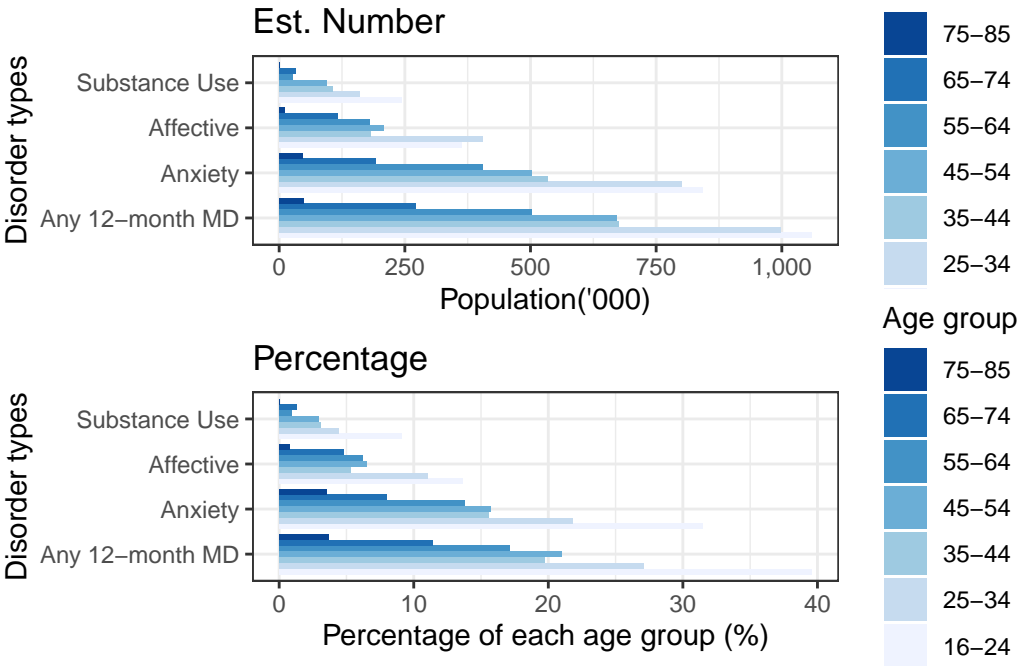 Est. Number
Disorder types
Substance Use
Affective
Anxiety
Any 12−month MD
0 250 500 750 1,000
Population('000)
75−85
65−74
55−64
45−54
35−44
25−34
Percentage
Disorder types
Substance Use
Affective
Anxiety
Any 12−month MD
0 10 20 30 40
Percentage of each age group (%)
Age group
75−85
65−74
55−64
45−54
35−44
25−34
16−24